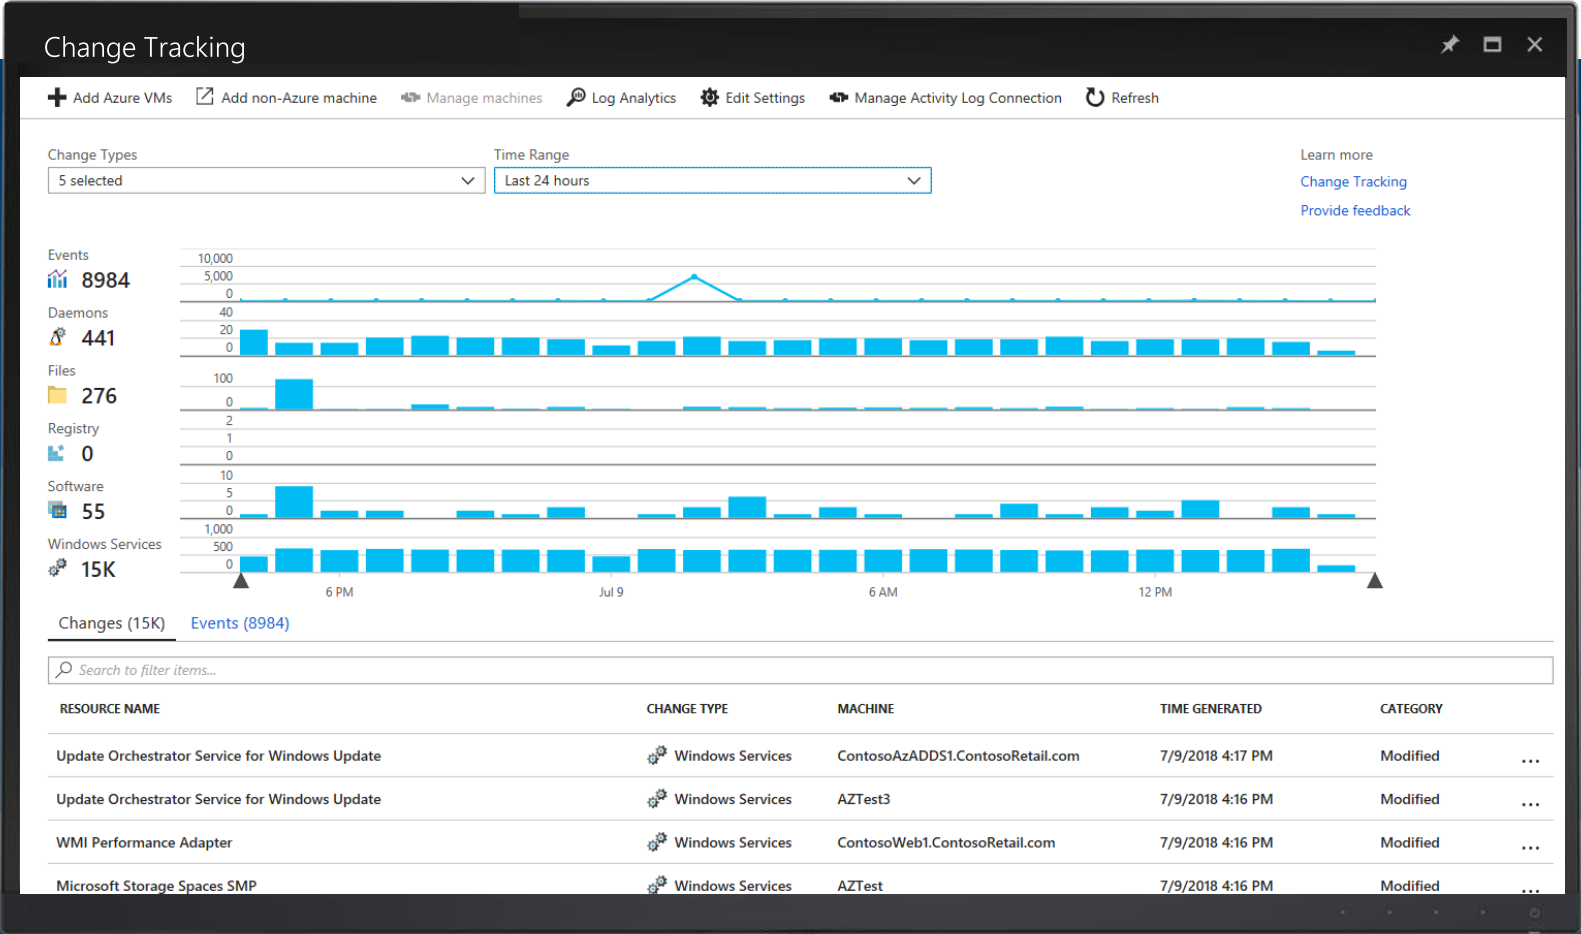 Change Tracking
Add Azure VMs Add non-Azure machine Manage machines Log Analytics Edit Settings Manage Activity Log Connection Refresh
Change Types Time Range Learn more
5 selected Last 24 hours Change Tracking
Provide feedback
Events
8984
10,000
5,000
0
Daemons
441
40
20
0
Files
276
100
0
Registry
0
2
1
0
Software
55
10
5
0
Windows Services
15K
1,000
500
0
6 PM Jul 9 6 AM 12 PM
Changes (15K) Events (8984)
Search to filter items...
RESOURCE NAME CHANGE TYPE MACHINE TIME GENERATED CATEGORY
Update Orchestrator Service for Windows Update Windows Services ContosoAzADDS1.ContosoRetail.com 7/9/2018 4:17 PM Modified ...
Update Orchestrator Service for Windows Update Windows Services AZTest3 7/9/2018 4:16 PM Modified ...
WMI Performance Adapter Windows Services ContosoWeb1.ContosoRetail.com 7/9/2018 4:16 PM Modified ...
Microsoft Storage Spaces SMP Windows Services AZTest 7/9/2018 4:16 PM Modified ...